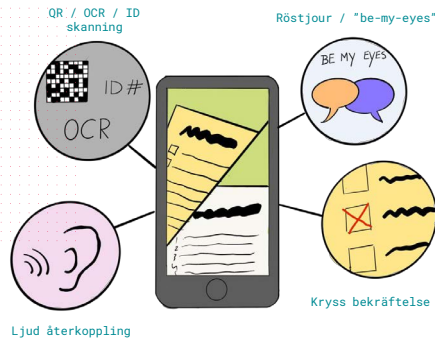 QR / OCR / ID
skanning
Röstjour / "be-my-eyes"
ID#
OCR
BE MY EYES
Ljud återkoppling
Kryss bekräftelse